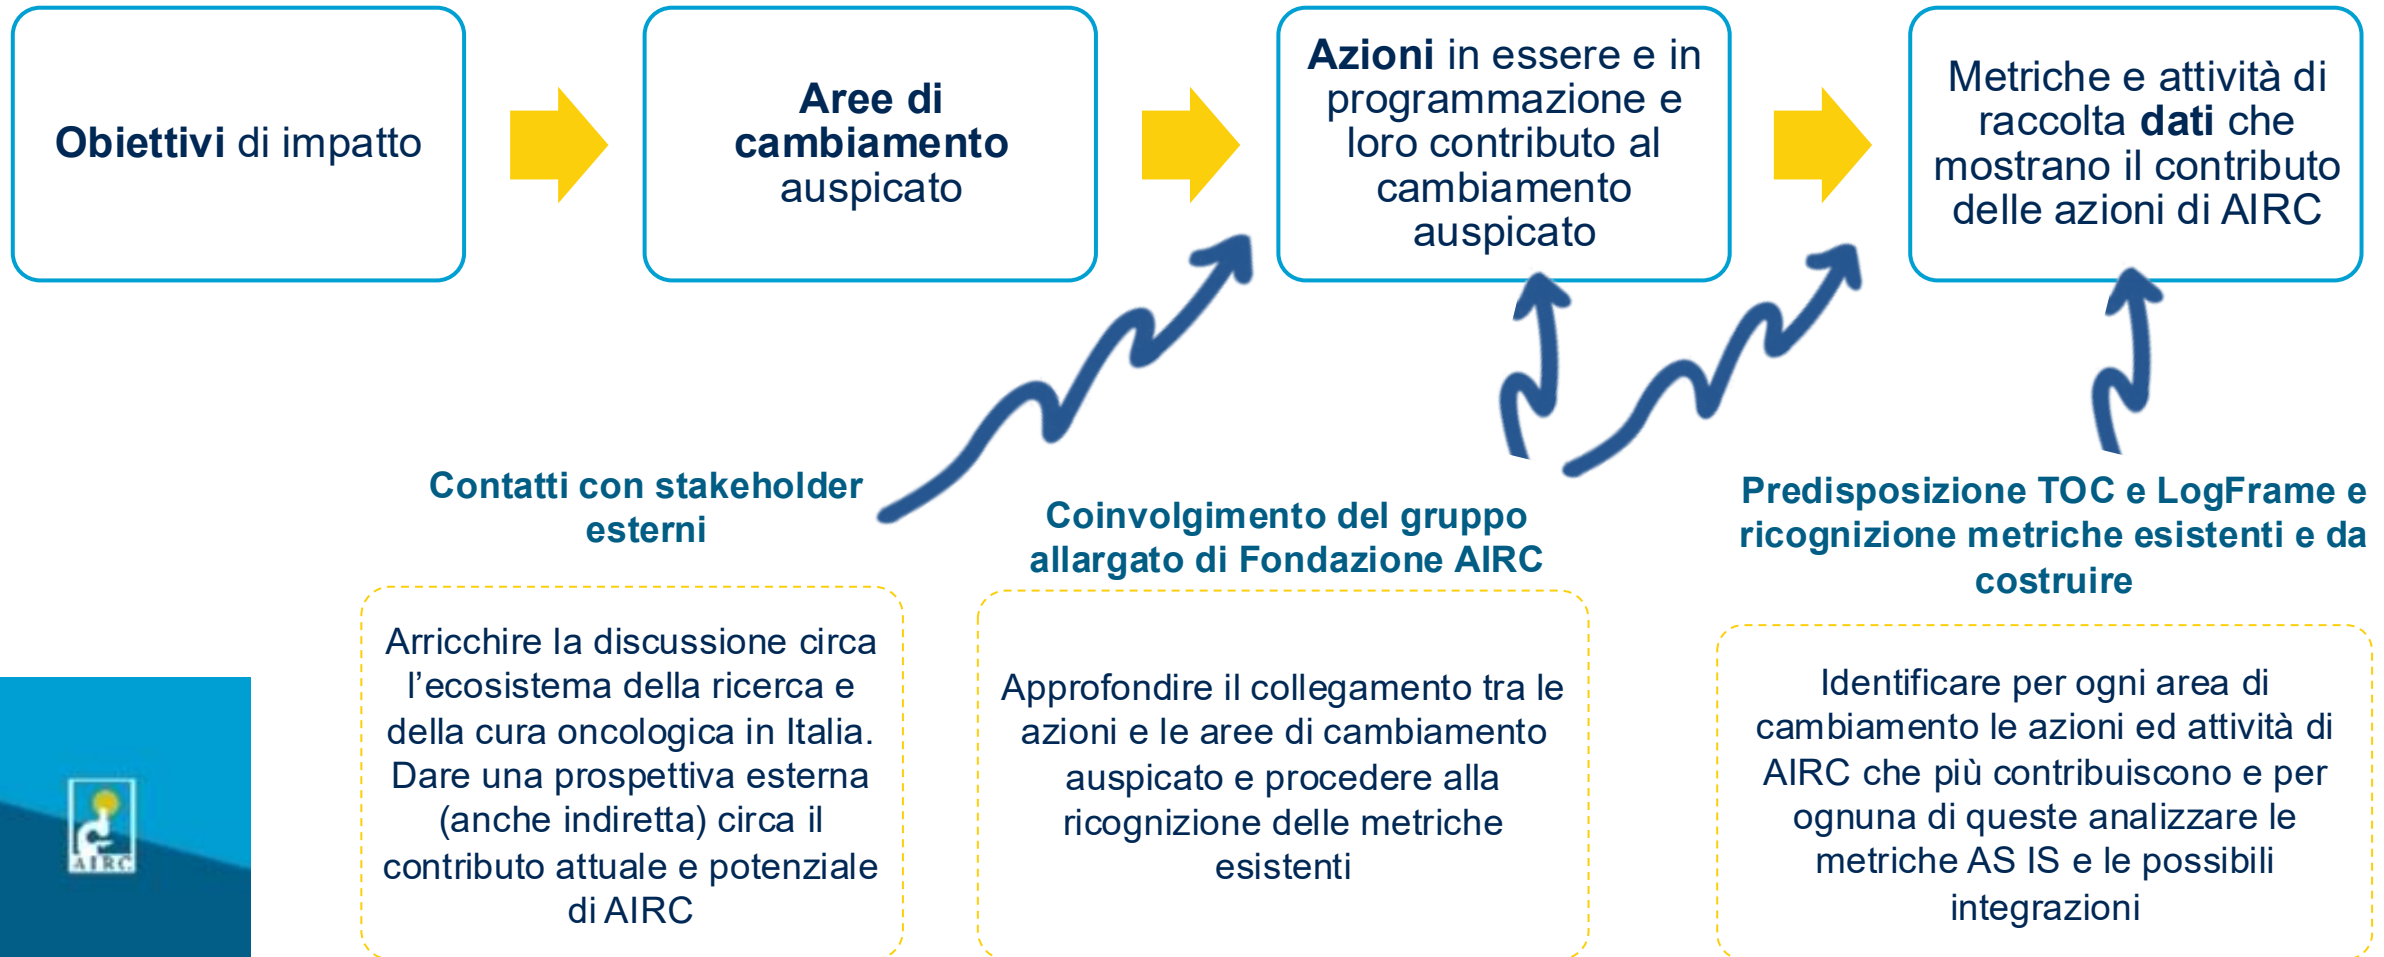 Obiettivi di impatto
Aree di
cambiamento
auspicato
Azioni in essere e in
programmazione e
loro contributo al
cambiamento
auspicato
Metriche e attività di
raccolta dati che
mostrano il contributo
delle azioni di AIRC
Contatti con stakeholder
esterni
Arricchire la discussione circa
l’ecosistema della ricerca e
della cura oncologica in Italia.
Dare una prospettiva esterna
(anche indiretta) circa il
contributo attuale e potenziale
di AIRC
Coinvolgimento del gruppo
allargato di Fondazione AIRC
Approfondire il collegamento tra le
azioni e le aree di cambiamento
auspicato e procedere alla
ricognizione delle metriche
esistenti
Predisposizione TOC e LogFrame e
ricognizione metriche esistenti e da
costruire
Identificare per ogni area di
cambiamento le azioni ed attività di
AIRC che più contribuiscono e per
ognuna di queste analizzare le
metriche AS IS e le possibili
integrazioni
AIRC